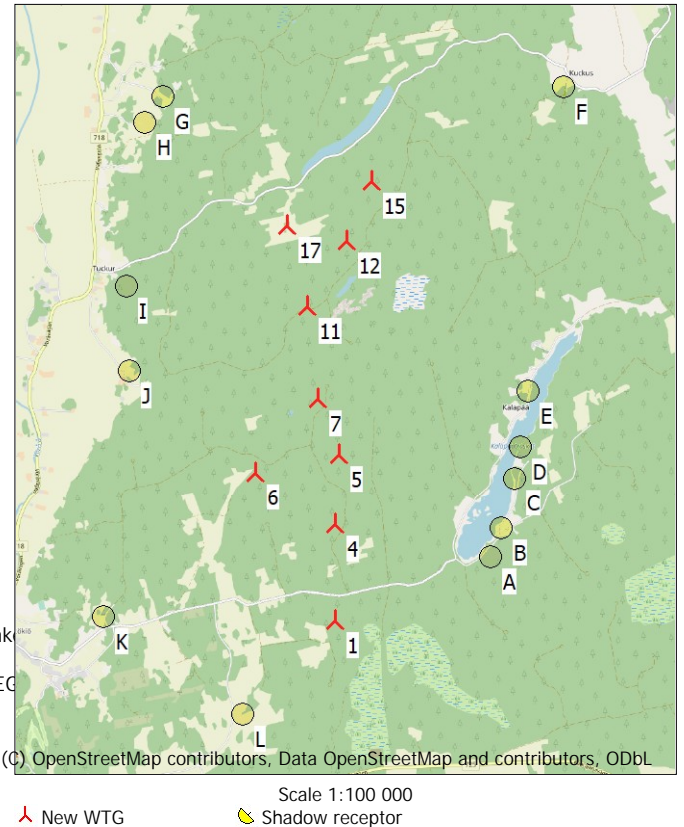 Kuckus
F
G
H
718
15
17
12
Tuckur
I
11
J
7
Kalapää
E
D
C
5
6
4
B
A
K
1
L
(C) OpenStreetMap contributors, Data OpenStreetMap and contributors, ODbL
Scale 1:100 000
New WTG
Shadow receptor